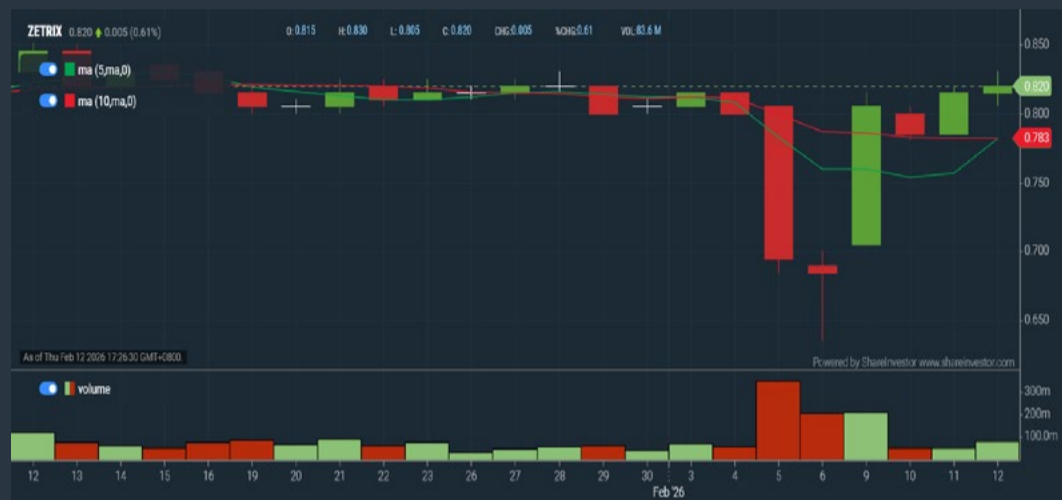 ZETRIX 0.820 0.005 (0.61%) O: 0.815 H: 0.830 L: 0.805 C: 0.820 CHG:0.005 %CHG:0.61 VOL:83.6 M
ma (5,ma,0)
ma (10,ma,0)
0.850
0.820
0.800
0.783
0.750
0.700
0.650
As of Thu Feb 12 2026 17:26:30 GMT+0800.
Powered by ShareInvestor www.shareinvestor.com
volume
300m
200m
100.0m
12 13 14 15 16 19 20 21 22 23 26 27 28 29 30 3 4 5 6 9 10 11 12
Feb '26